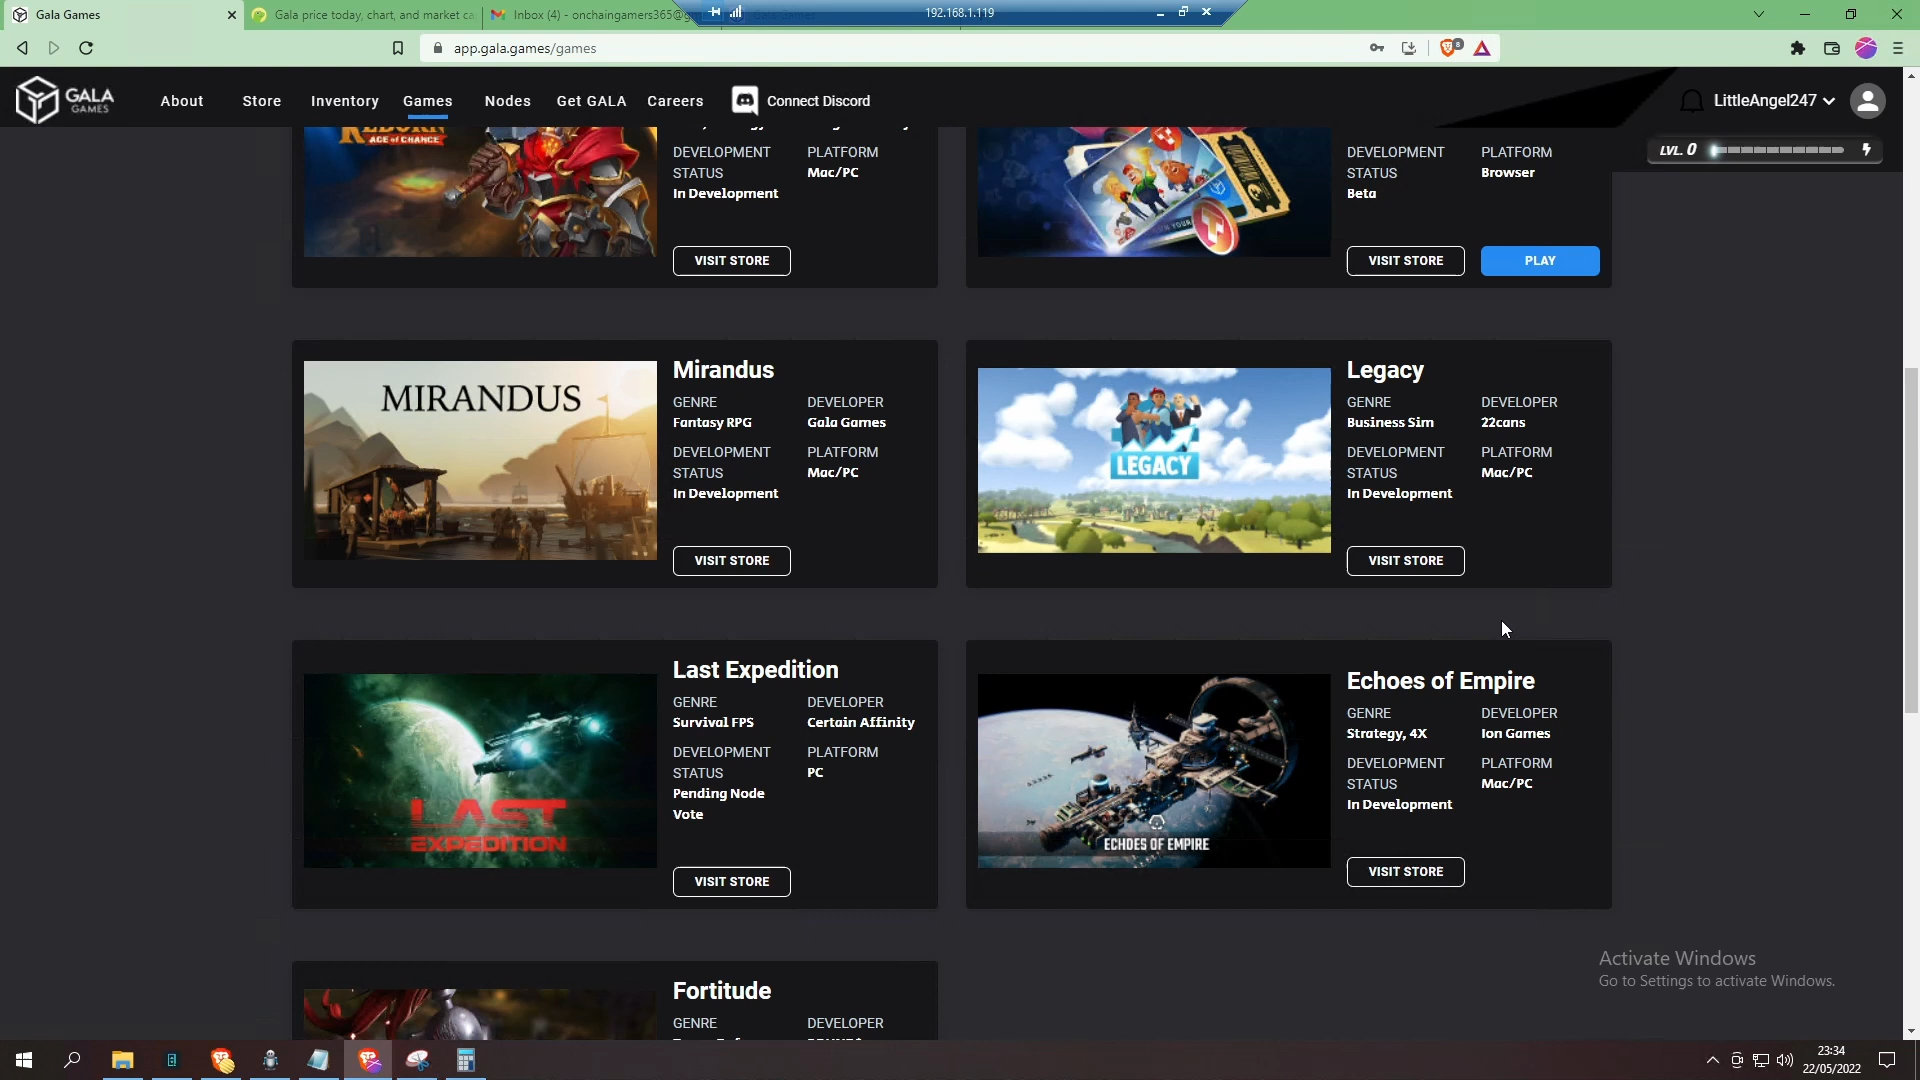 Gala Games
Gala price today, chart, and market ca
Inbox (4) - onchaingamers365@g
192.168.1.119
app.gala.games/games
8
GALA
GAMES
About
Store
Inventory
Games
Nodes
Get GALA
Careers
Connect Discord
LittleAngel247
LVL. 0
REBORN
AGE OF CHANCE
DEVELOPMENT
STATUS
In Development
PLATFORM
Mac/PC
VISIT STORE
DEVELOPMENT
STATUS
Beta
PLATFORM
Browser
VISIT STORE
PLAY
MIRANDUS
Mirandus
GENRE
Fantasy RPG
DEVELOPER
Gala Games
DEVELOPMENT
STATUS
In Development
PLATFORM
Mac/PC
VISIT STORE
LEGACY
Legacy
GENRE
Business Sim
DEVELOPER
22cans
DEVELOPMENT
STATUS
In Development
PLATFORM
Mac/PC
VISIT STORE
LAST
EXPEDITION
Last Expedition
GENRE
Survival FPS
DEVELOPER
Certain Affinity
DEVELOPMENT
STATUS
Pending Node
Vote
PLATFORM
PC
VISIT STORE
ECHOES OF EMPIRE
Echoes of Empire
GENRE
Strategy, 4X
DEVELOPER
Ion Games
DEVELOPMENT
STATUS
In Development
PLATFORM
Mac/PC
VISIT STORE
Fortitude
GENRE
DEVELOPER
Activate Windows
Go to Settings to activate Windows.
23:34
22/05/2022